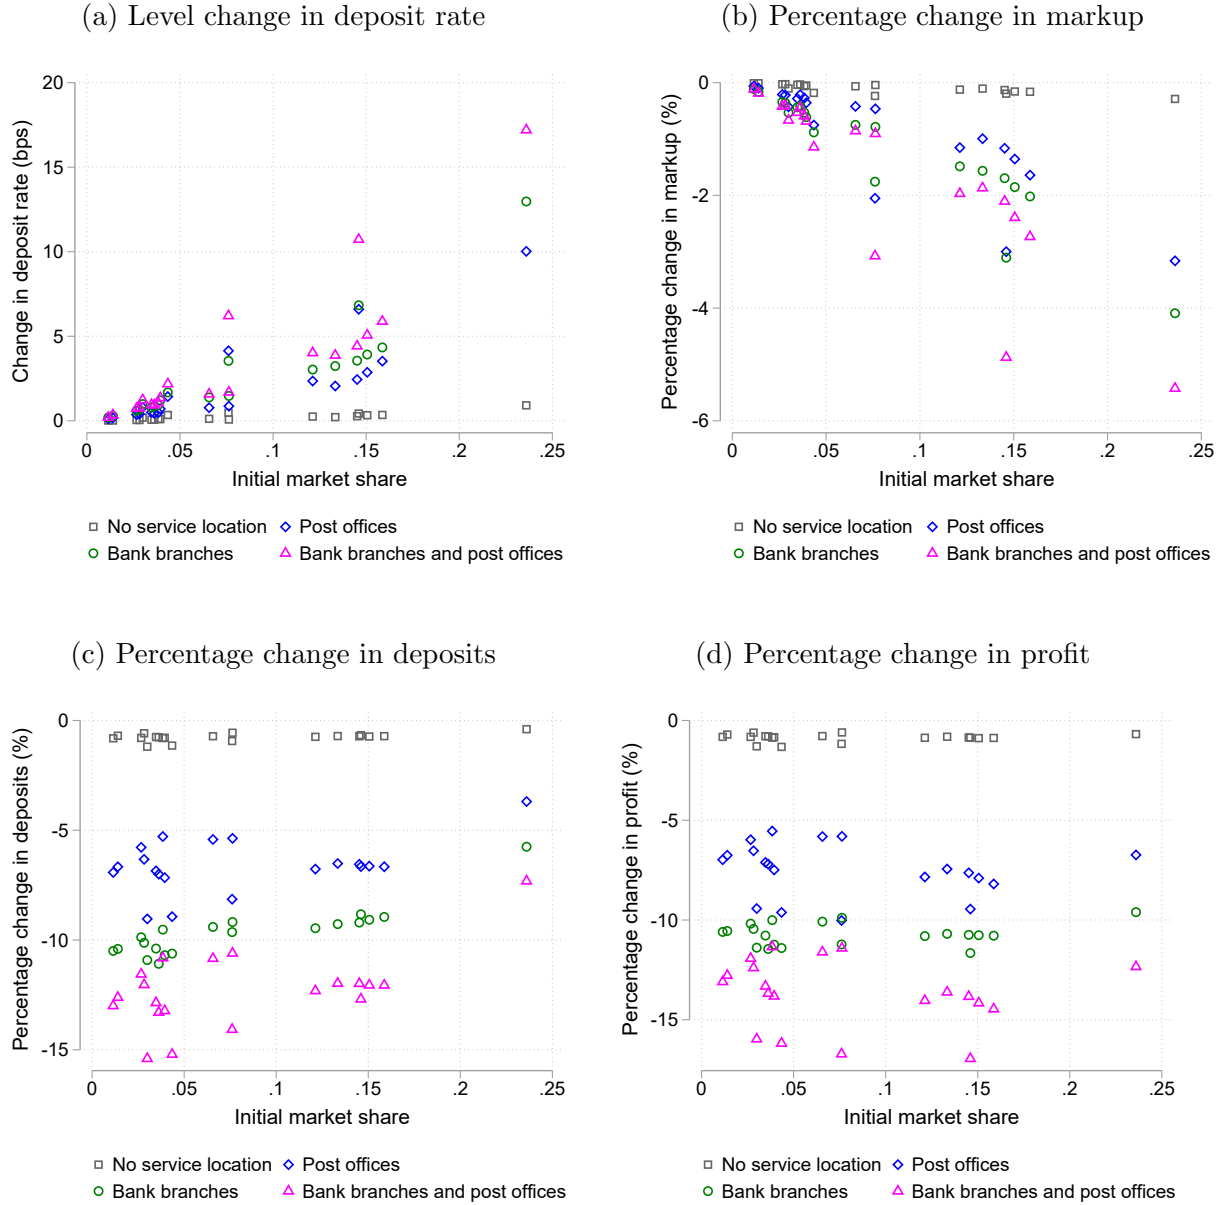 (a) Level change in deposit rate
Change in deposit rate (bps)
20
15
10
5
0
0 .05 .1 .15 .2 .25
Initial market share
No service location Post offices
Bank branches Bank branches and post offices
(b) Percentage change in markup
Percentage change in markup (%)
0
-2
-4
-6
0 .05 .1 .15 .2 .25
Initial market share
No service location Post offices
Bank branches Bank branches and post offices
(c) Percentage change in deposits
Percentage change in deposits (%)
0
-5
-10
-15
0 .05 .1 .15 .2 .25
Initial market share
No service location Post offices
Bank branches Bank branches and post offices
(d) Percentage change in profit
Percentage change in profit (%)
0
-5
-10
-15
0 .05 .1 .15 .2 .25
Initial market share
No service location Post offices
Bank branches Bank branches and post offices